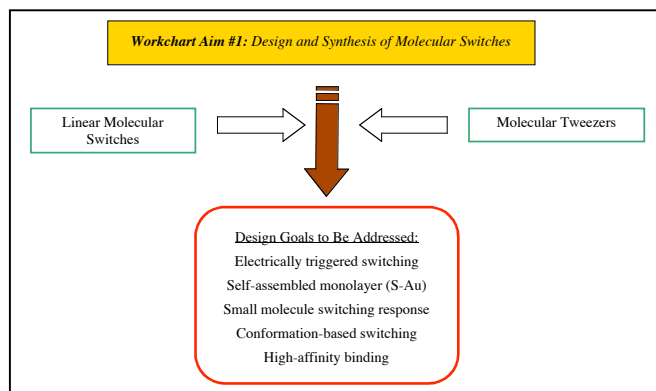 Workchart Aim #1: Design and Synthesis of Molecular Switches
Linear Molecular
Switches
Molecular Tweezers
Design Goals to Be Addressed:
Electrically triggered switching
Self-assembled monolayer (S-Au)
Small molecule switching response
Conformation-based switching
High-affinity binding